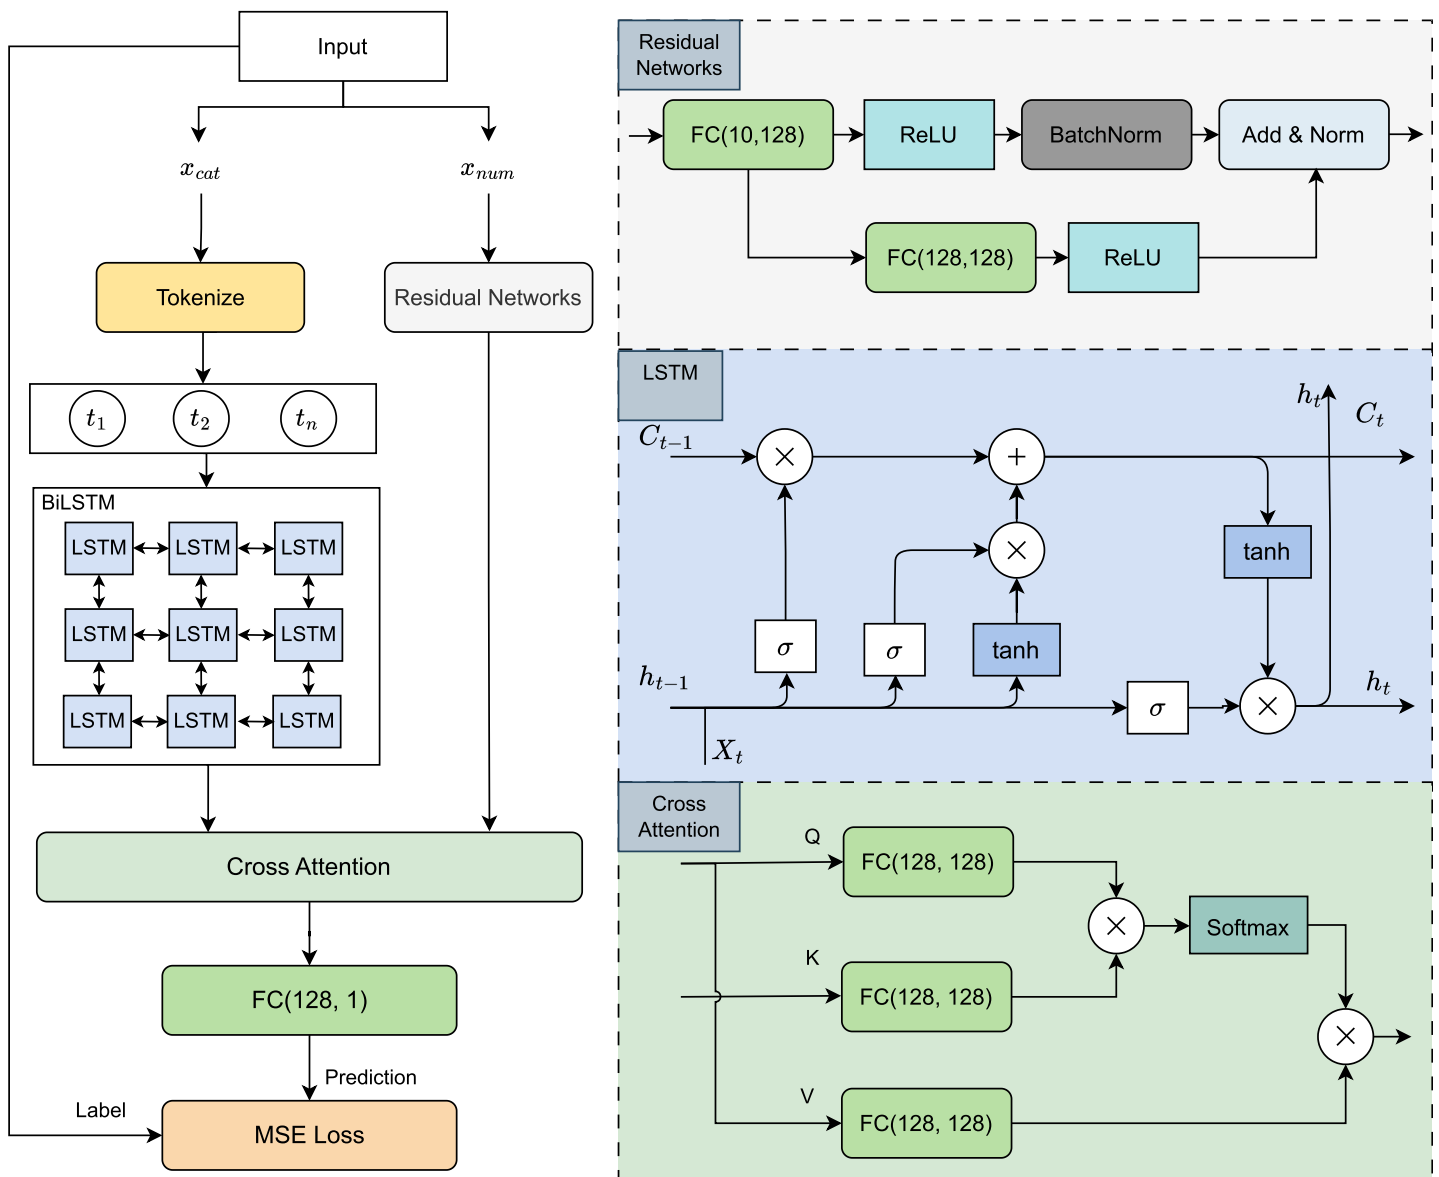 Input
x_cat
x_num
Tokenize
Residual Networks
t_1 t_2 t_n
BiLSTM
LSTM LSTM LSTM
LSTM LSTM LSTM
LSTM LSTM LSTM
Cross Attention
FC(128, 1)
Prediction
Label
MSE Loss
Residual
Networks
FC(10,128) ReLU BatchNorm Add & Norm
FC(128,128) ReLU
LSTM
h_t
C_t
C_{t-1}
× +
tanh
×
σ σ tanh
h_{t-1}
h_t
σ ×
X_t
Cross
Attention
Q
FC(128, 128)
×
Softmax
K
FC(128, 128)
×
V
FC(128, 128)